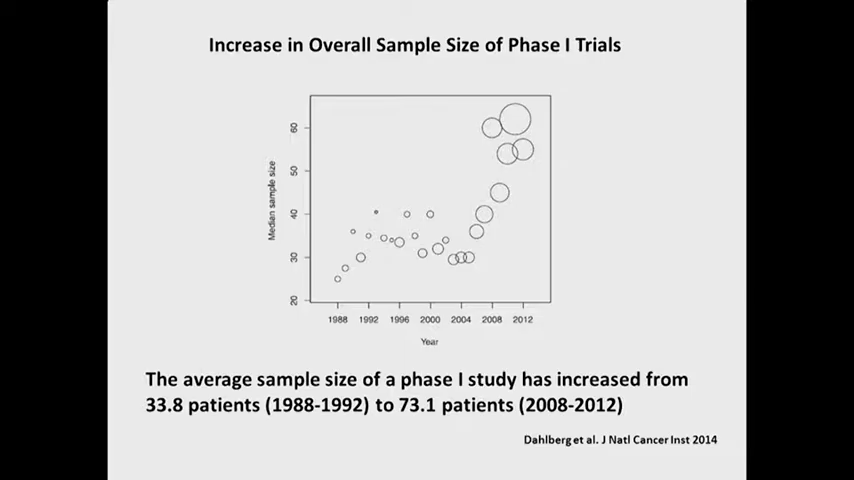 Increase in Overall Sample Size of Phase I Trials
Median sample size
60
50
40
30
20
1988 1992 1996 2000 2004 2008 2012
Year
The average sample size of a phase I study has increased from
33.8 patients (1988-1992) to 73.1 patients (2008-2012)
Dahlberg et al. J Natl Cancer Inst 2014